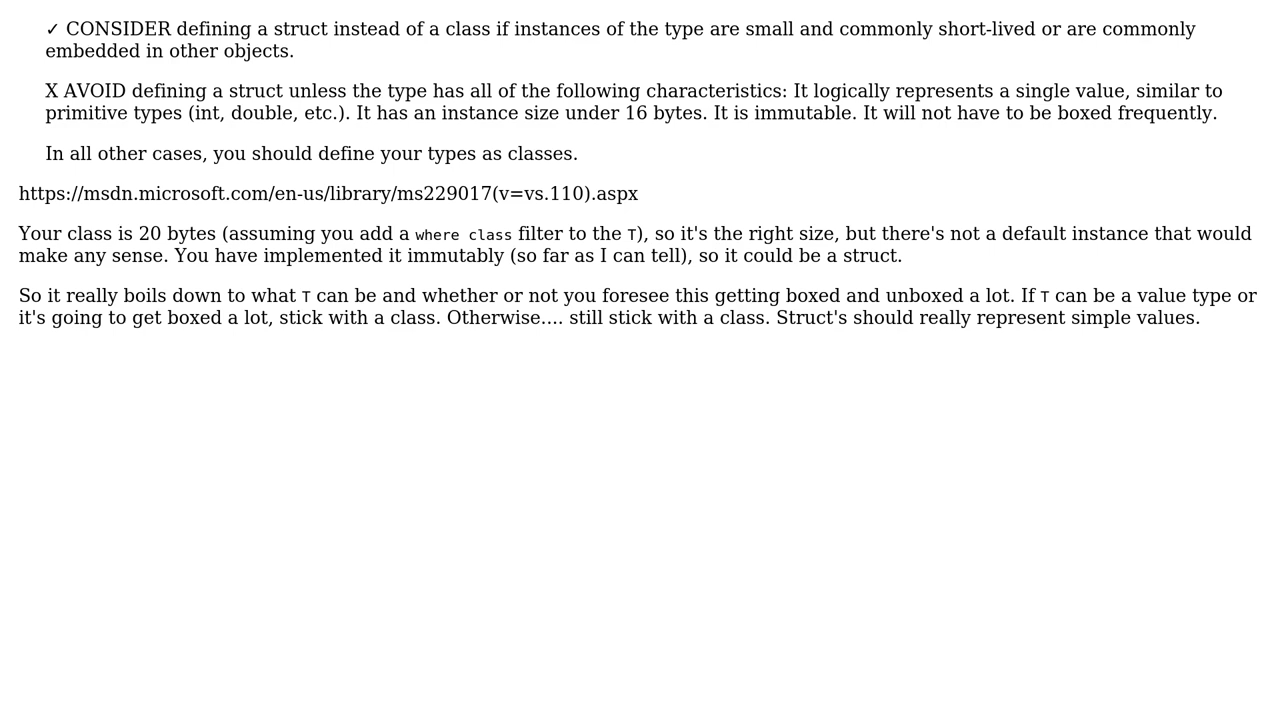 ✓ CONSIDER defining a struct instead of a class if instances of the type are small and commonly short-lived or are commonly
embedded in other objects.
X AVOID defining a struct unless the type has all of the following characteristics: It logically represents a single value, similar to
primitive types (int, double, etc.). It has an instance size under 16 bytes. It is immutable. It will not have to be boxed frequently.
In all other cases, you should define your types as classes.
https://msdn.microsoft.com/en-us/library/ms229017(v=vs.110).aspx
Your class is 20 bytes (assuming you add a where class filter to the T), so it's the right size, but there's not a default instance that would
make any sense. You have implemented it immutably (so far as I can tell), so it could be a struct.
So it really boils down to what T can be and whether or not you foresee this getting boxed and unboxed a lot. If T can be a value type or
it's going to get boxed a lot, stick with a class. Otherwise.... still stick with a class. Struct's should really represent simple values.